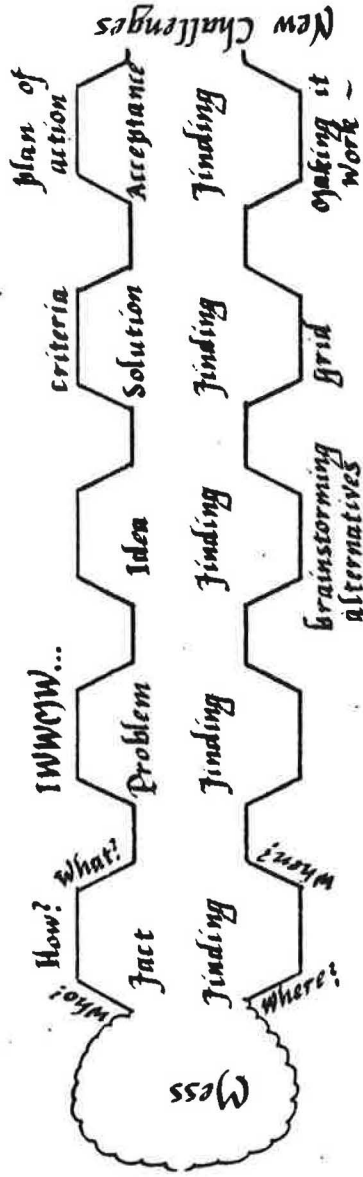 Mess
Who?
How?
What?
Fact
Finding
Where?
When?
IWWMW...
Problem
Finding
Idea
Finding
brainstorming
alternatives
criteria
Solution
Finding
grid
plan of
action
Acceptance
Finding
Making it
Work ~
New Challenges